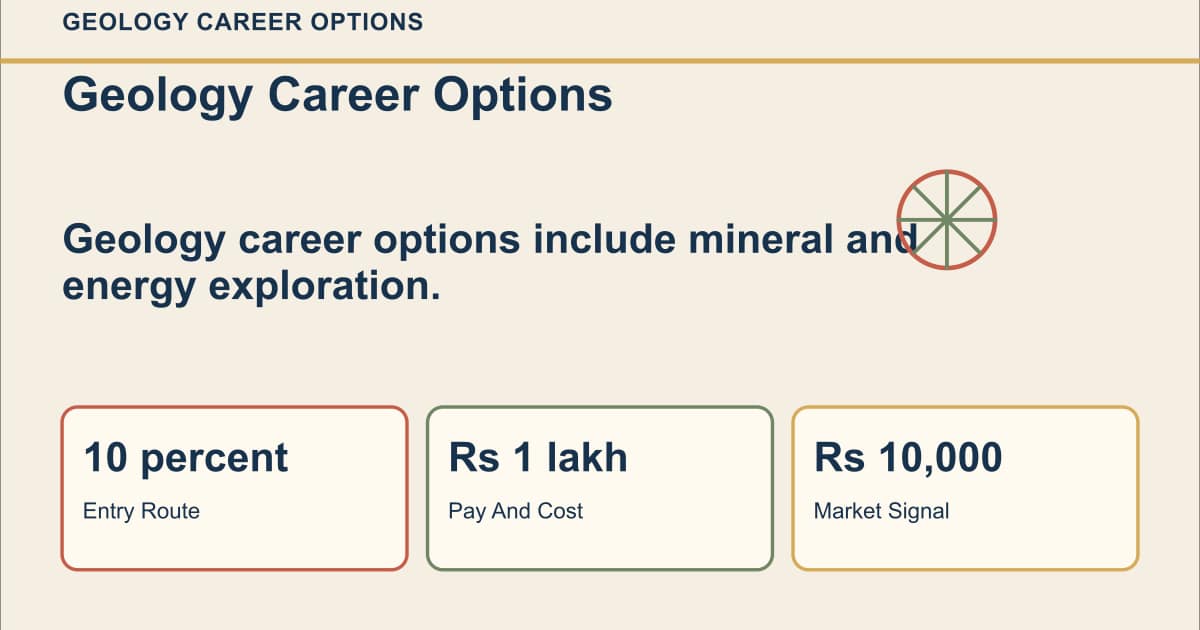 GEOLOGY CAREER OPTIONS
Geology Career Options
Geology career options include mineral and
energy exploration.
10 percent
Entry Route
Rs 1 lakh
Pay And Cost
Rs 10,000
Market Signal